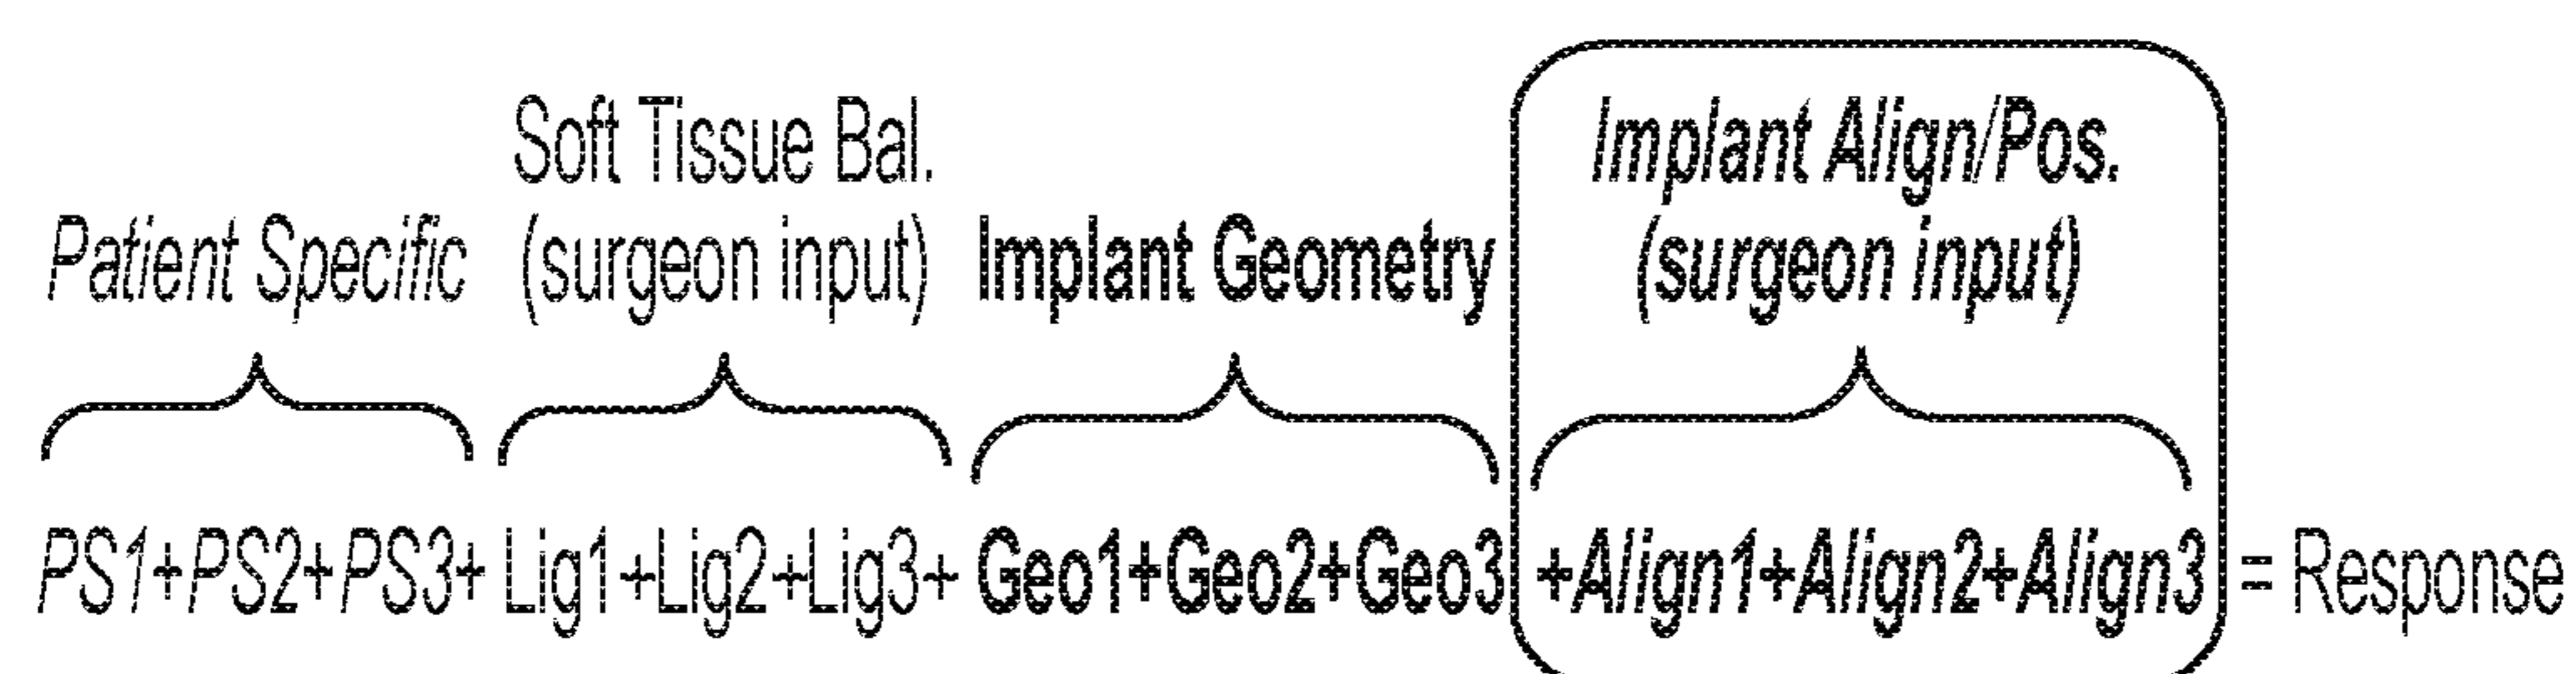 Soft Tissue Bal. Implant Align/Pos.
Patient Specific (surgeon input) Implant Geometry (surgeon input)
PS1+PS2+PS3+ Lig1+Lig2+Lig3+ Geo1+Geo2+Geo3 +Align1+Align2+Align3 = Response